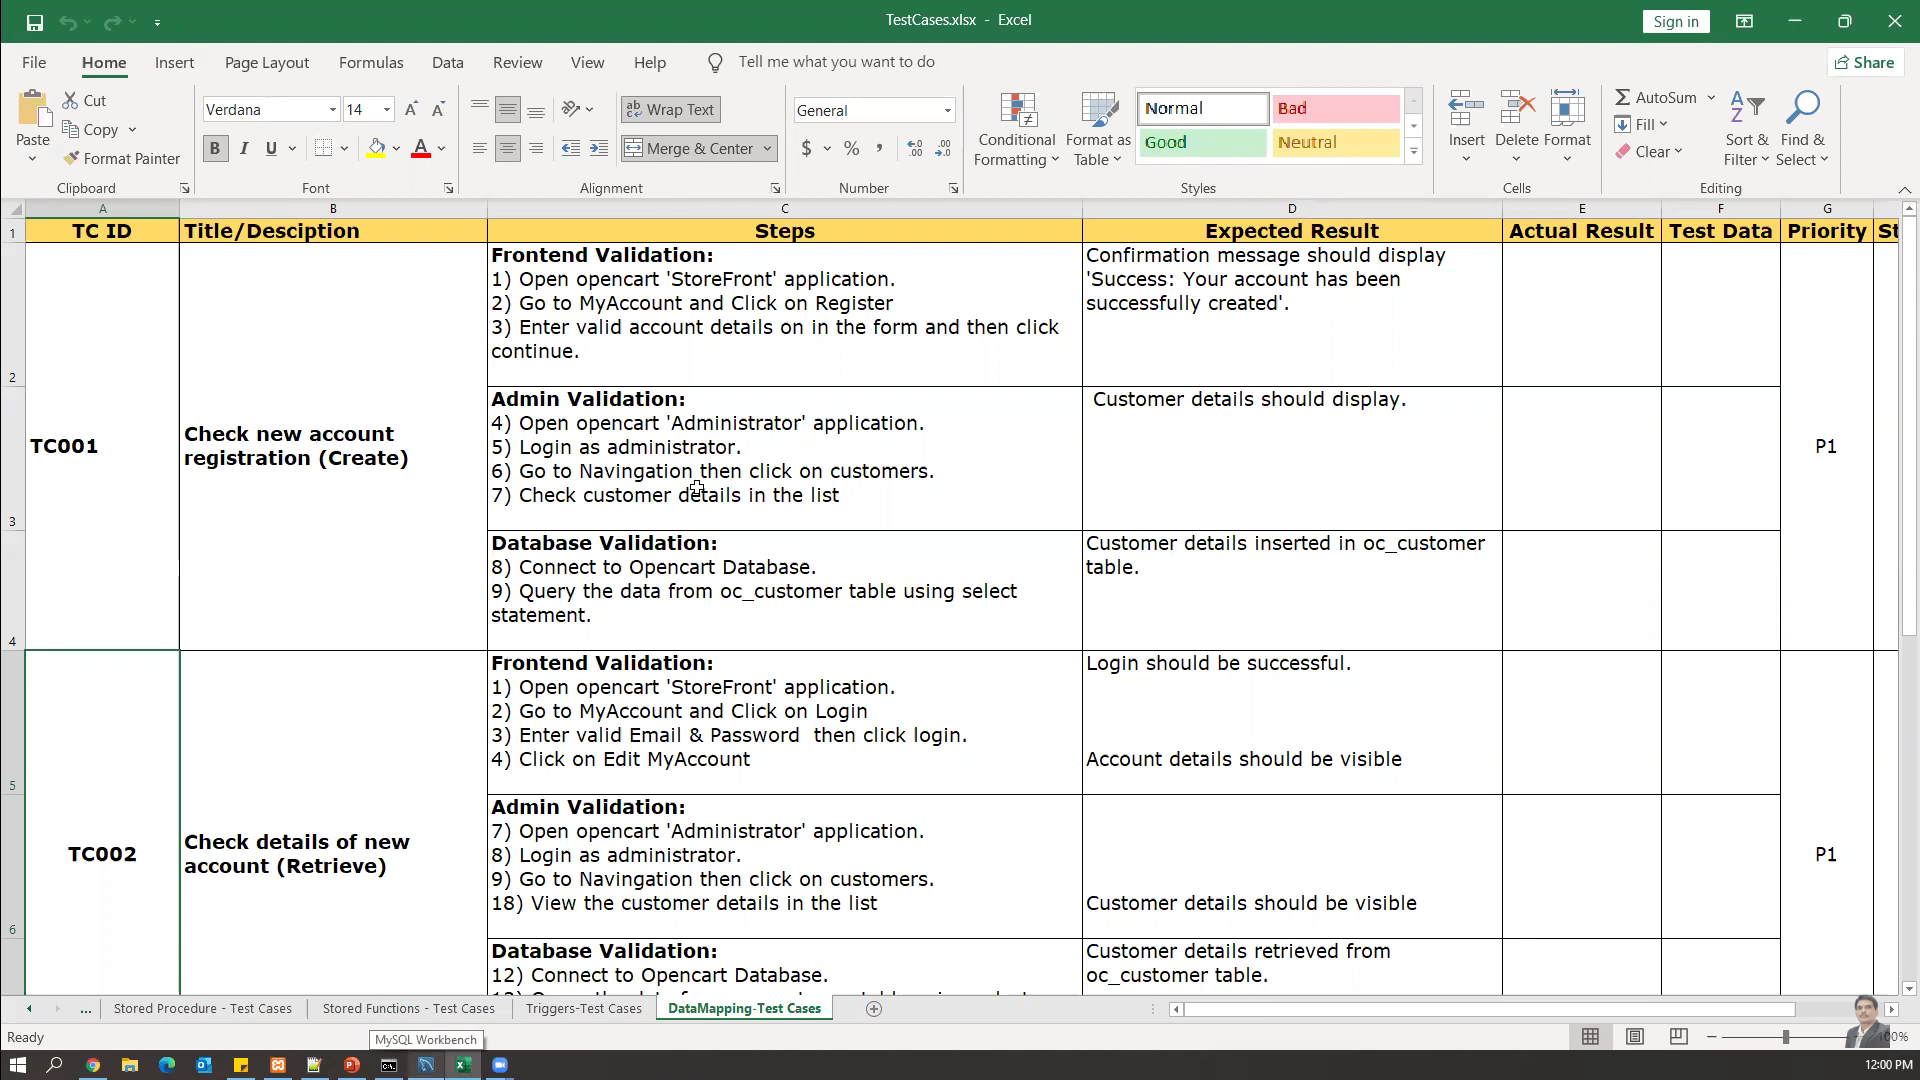 TestCases.xlsx - Excel
Sign in
File Home Insert Page Layout Formulas Data Review View Help Tell me what you want to do
Share
Paste
Cut
Copy
Format Painter
Clipboard
Verdana 14
B I U
Font
Wrap Text
Merge & Center
Alignment
General
$ % ,
Number
Conditional Formatting
Format as Table
Normal Bad
Good Neutral
Styles
Insert Delete Format
Cells
AutoSum
Fill
Clear
Sort & Filter
Find & Select
Editing
A B C D E F G
1 TC ID Title/Desciption Steps Expected Result Actual Result Test Data Priority St
2
TC001
Check new account
registration (Create)
Frontend Validation:
1) Open opencart 'StoreFront' application.
2) Go to MyAccount and Click on Register
3) Enter valid account details on in the form and then click
continue.
Confirmation message should display
'Success: Your account has been
successfully created'.
P1
3
Admin Validation:
4) Open opencart 'Administrator' application.
5) Login as administrator.
6) Go to Navingation then click on customers.
7) Check customer details in the list
Customer details should display.
4
Database Validation:
8) Connect to Opencart Database.
9) Query the data from oc_customer table using select
statement.
Customer details inserted in oc_customer
table.
5
TC002
Check details of new
account (Retrieve)
Frontend Validation:
1) Open opencart 'StoreFront' application.
2) Go to MyAccount and Click on Login
3) Enter valid Email & Password  then click login.
4) Click on Edit MyAccount
Login should be successful.
Account details should be visible
P1
6
Admin Validation:
7) Open opencart 'Administrator' application.
8) Login as administrator.
9) Go to Navingation then click on customers.
18) View the customer details in the list
Customer details should be visible
Database Validation:
12) Connect to Opencart Database.
Customer details retrieved from
oc_customer table.
... Stored Procedure - Test Cases Stored Functions - Test Cases Triggers-Test Cases DataMapping-Test Cases
Ready
MySQL Workbench
12:00 PM